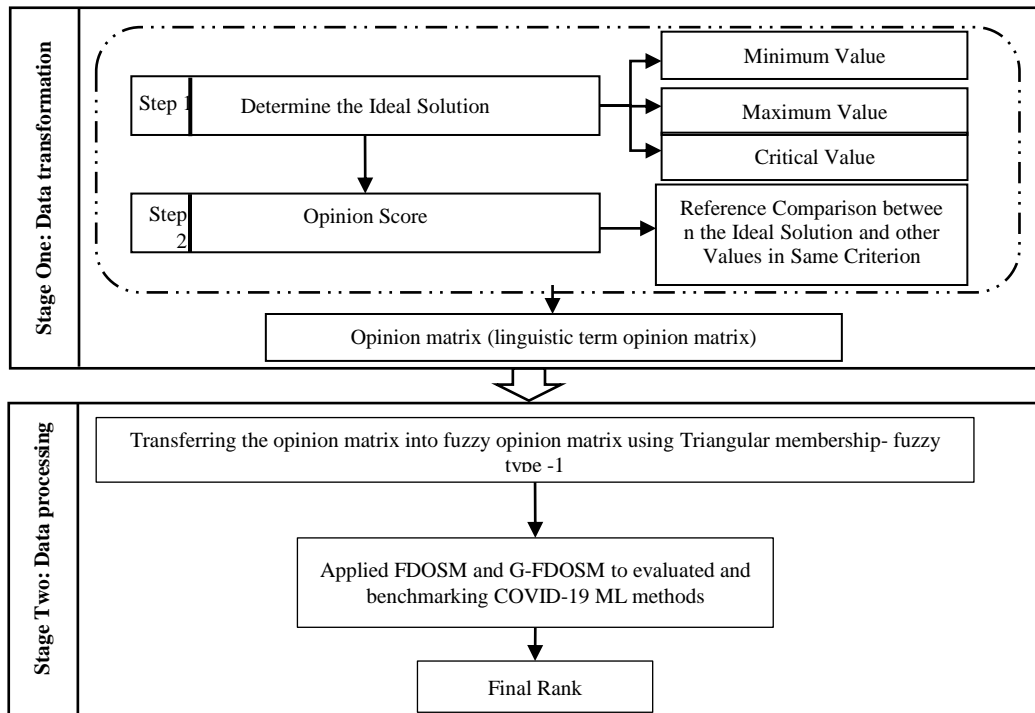 Stage One: Data transformation
Step 1
Determine the Ideal Solution
Minimum Value
Maximum Value
Critical Value
Step
2
Opinion Score
Reference Comparison betwee
n the Ideal Solution and other
Values in Same Criterion
Opinion matrix (linguistic term opinion matrix)
Stage Two: Data processing
Transferring the opinion matrix into fuzzy opinion matrix using Triangular membership- fuzzy
type -1
Applied FDOSM and G-FDOSM to evaluated and
benchmarking COVID-19 ML methods
Final Rank